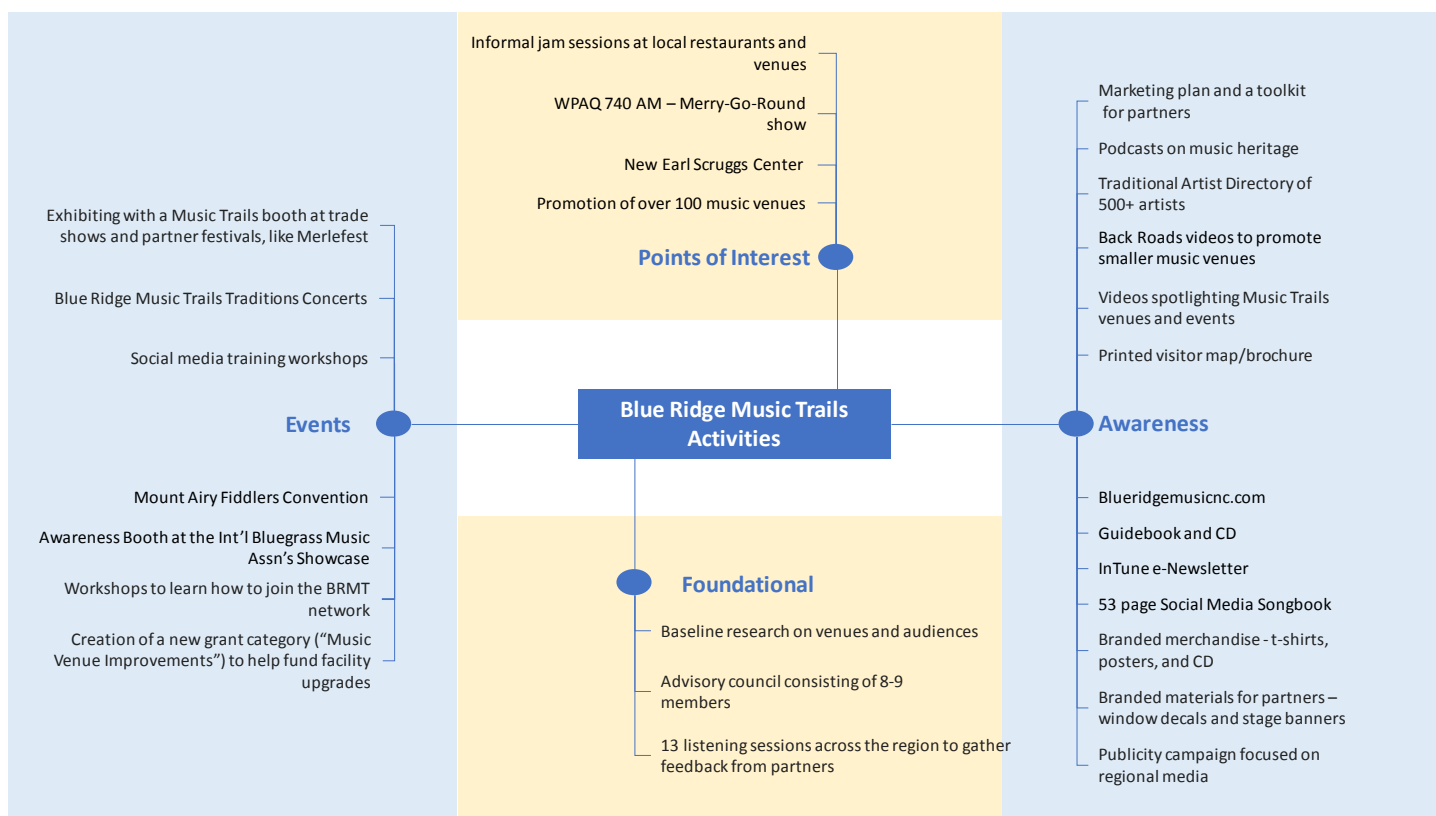 Informal jam sessions at local restaurants and
venues
WPAQ 740 AM – Merry-Go-Round
show
New Earl Scruggs Center
Promotion of over 100 music venues
Points of Interest
Exhibiting with a Music Trails booth at trade
shows and partner festivals, like Merlefest
Blue Ridge Music Trails Traditions Concerts
Social media training workshops
Events
Mount Airy Fiddlers Convention
Awareness Booth at the Int’l Bluegrass Music
Assn’s Showcase
Workshops to learn how to join the BRMT
network
Creation of a new grant category (“Music
Venue Improvements”) to help fund facility
upgrades
Blue Ridge Music Trails
Activities
Foundational
Baseline research on venues and audiences
Advisory council consisting of 8-9
members
13 listening sessions across the region to gather
feedback from partners
Marketing plan and a toolkit
for partners
Podcasts on music heritage
Traditional Artist Directory of
500+ artists
Back Roads videos to promote
smaller music venues
Videos spotlighting Music Trails
venues and events
Printed visitor map/brochure
Awareness
Blueridgemusicnc.com
Guidebook and CD
InTune e-Newsletter
53 page Social Media Songbook
Branded merchandise - t-shirts,
posters, and CD
Branded materials for partners –
window decals and stage banners
Publicity campaign focused on
regional media